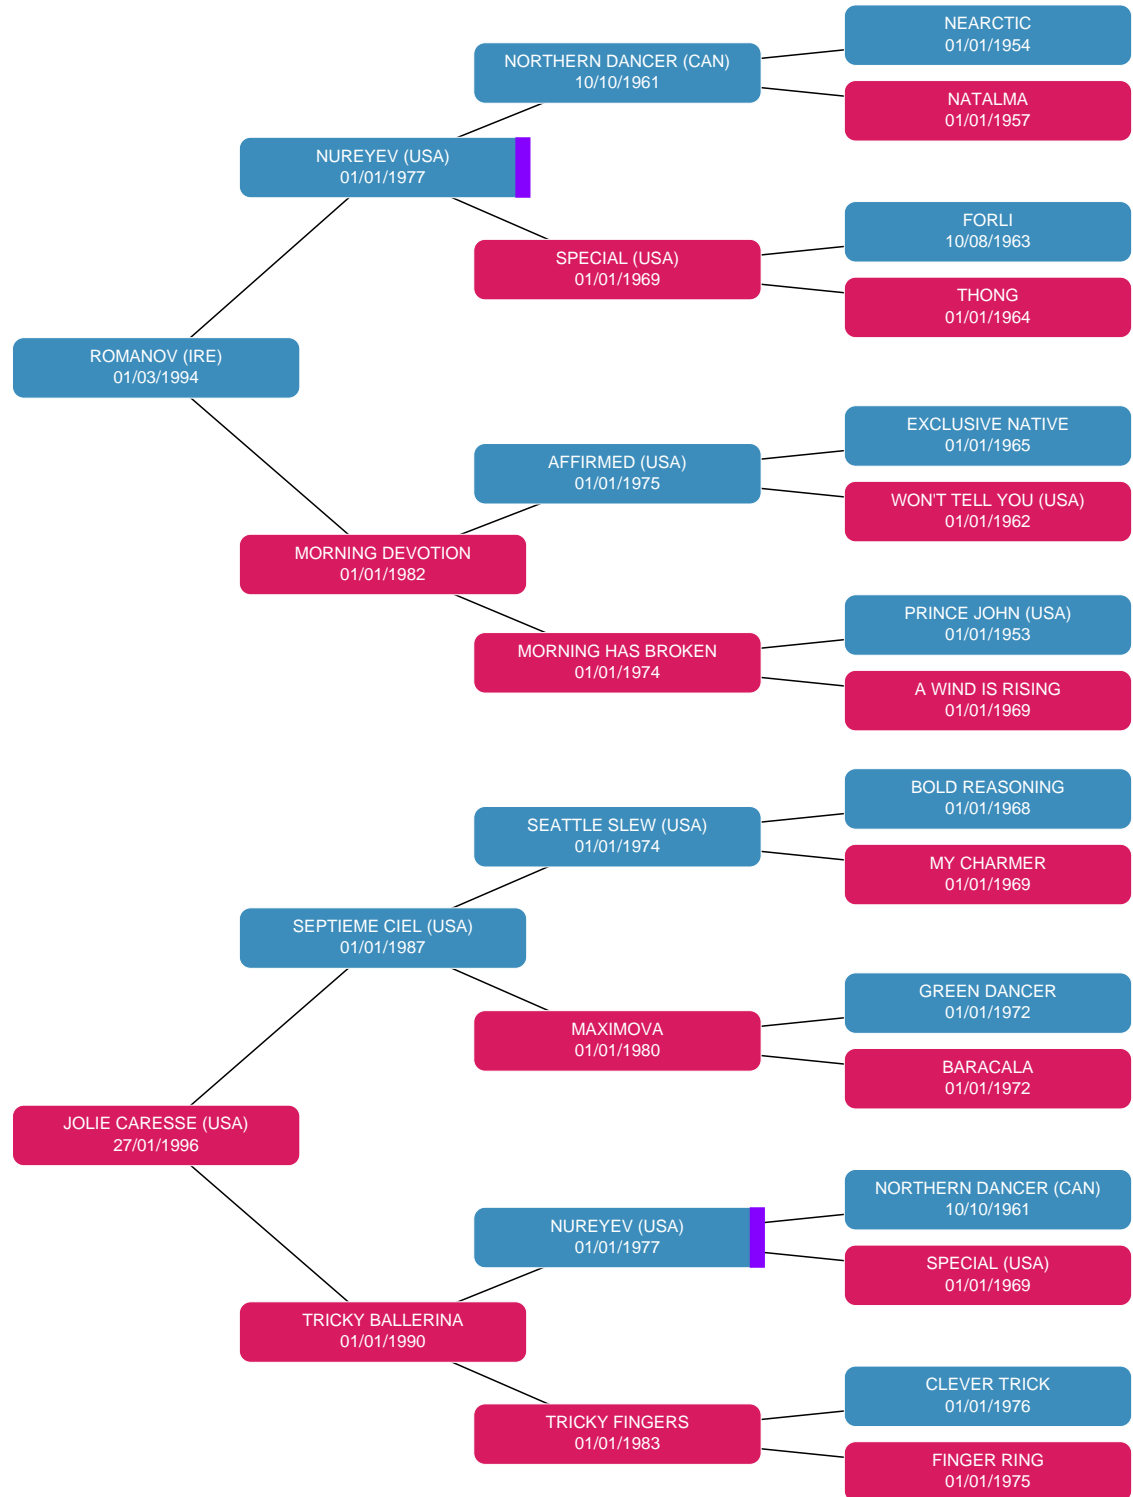 NEARCTIC
01/01/1954
NORTHERN DANCER (CAN)
10/10/1961
NATALMA
01/01/1957
NUREYEV (USA)
01/01/1977
FORLI
10/08/1963
SPECIAL (USA)
01/01/1969
THONG
01/01/1964
ROMANOV (IRE)
01/03/1994
EXCLUSIVE NATIVE
01/01/1965
AFFIRMED (USA)
01/01/1975
WON'T TELL YOU (USA)
01/01/1962
MORNING DEVOTION
01/01/1982
PRINCE JOHN (USA)
01/01/1953
MORNING HAS BROKEN
01/01/1974
A WIND IS RISING
01/01/1969
BOLD REASONING
01/01/1968
SEATTLE SLEW (USA)
01/01/1974
MY CHARMER
01/01/1969
SEPTIEME CIEL (USA)
01/01/1987
GREEN DANCER
01/01/1972
MAXIMOVA
01/01/1980
BARACALA
01/01/1972
JOLIE CARESSE (USA)
27/01/1996
NORTHERN DANCER (CAN)
10/10/1961
NUREYEV (USA)
01/01/1977
SPECIAL (USA)
01/01/1969
TRICKY BALLERINA
01/01/1990
CLEVER TRICK
01/01/1976
TRICKY FINGERS
01/01/1983
FINGER RING
01/01/1975